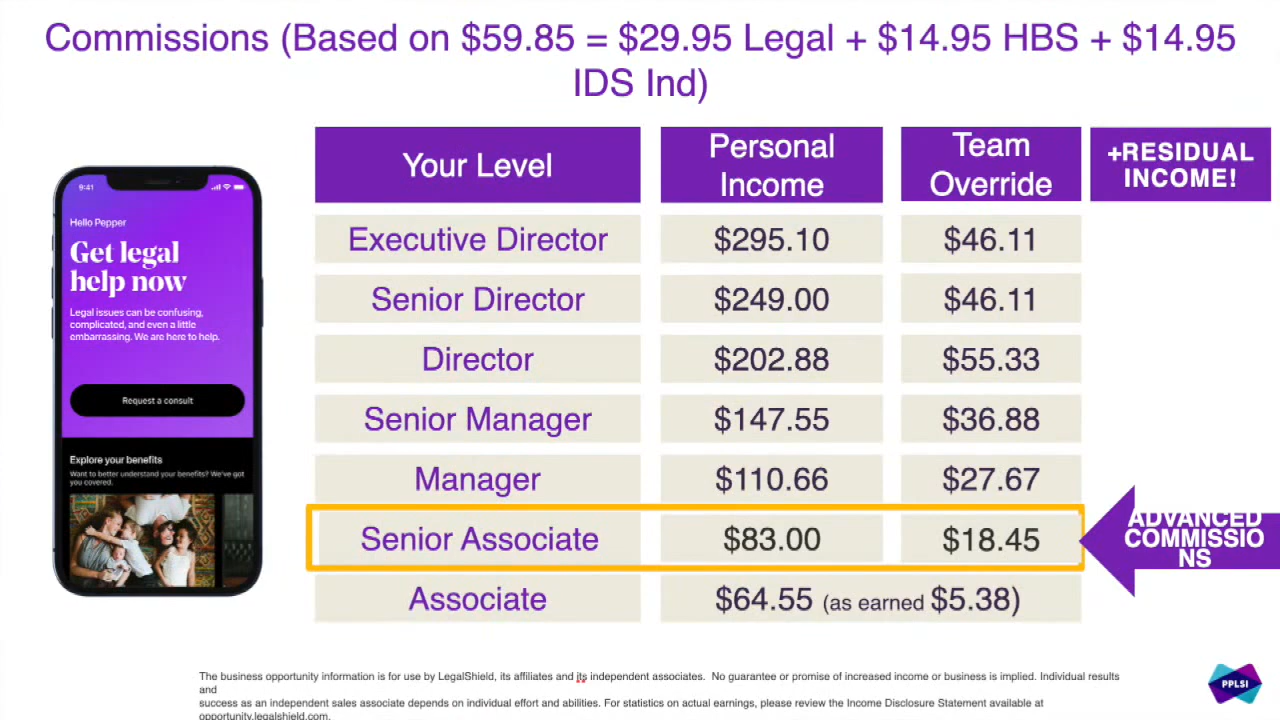 Commissions (Based on $59.85 = $29.95 Legal + $14.95 HBS + $14.95
IDS Ind)
Your Level Personal Income Team Override +RESIDUAL INCOME!
Executive Director $295.10 $46.11
Senior Director $249.00 $46.11
Director $202.88 $55.33
Senior Manager $147.55 $36.88
Manager $110.66 $27.67
Senior Associate $83.00 $18.45
ADVANCED
COMMISSIO
NS
Associate $64.55 (as earned $5.38)
9:41
Hello Pepper
Get legal
help now
Legal issues can be confusing,
complicated, and even a little
embarrassing. We are here to help.
Request a consult
Explore your benefits
Want to better understand your benefits? We've got
you covered.
The business opportunity information is for use by LegalShield, its affiliates and its independent associates. No guarantee or promise of increased income or business is implied. Individual results
and
success as an independent sales associate depends on individual effort and abilities. For statistics on actual earnings, please review the Income Disclosure Statement available at
opportunity.legalshield.com.
PPLSI